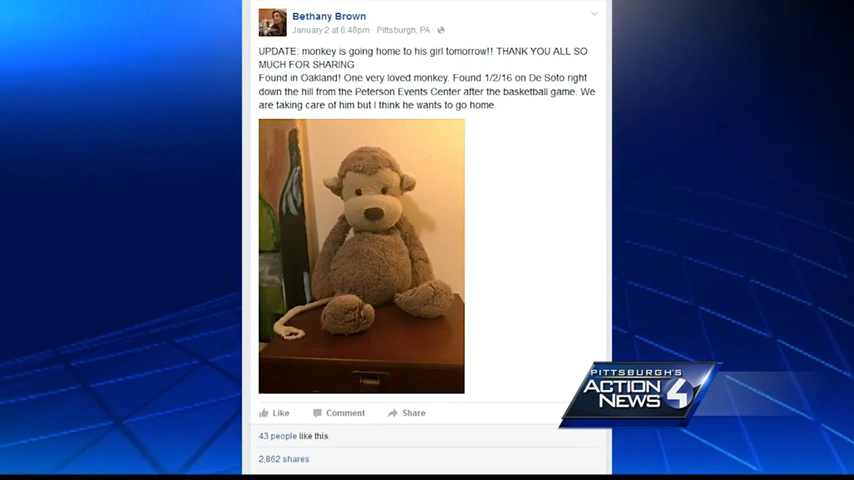 Bethany Brown
January 2 at 6:48pm · Pittsburgh, PA ·
UPDATE: monkey is going home to his girl tomorrow!! THANK YOU ALL SO
MUCH FOR SHARING
Found in Oakland! One very loved monkey. Found 1/2/16 on De Soto right
down the hill from the Peterson Events Center after the basketball game. We
are taking care of him but I think he wants to go home.
Like Comment Share
43 people like this.
2,862 shares
PITTSBURGH'S
ACTION
NEWS 4